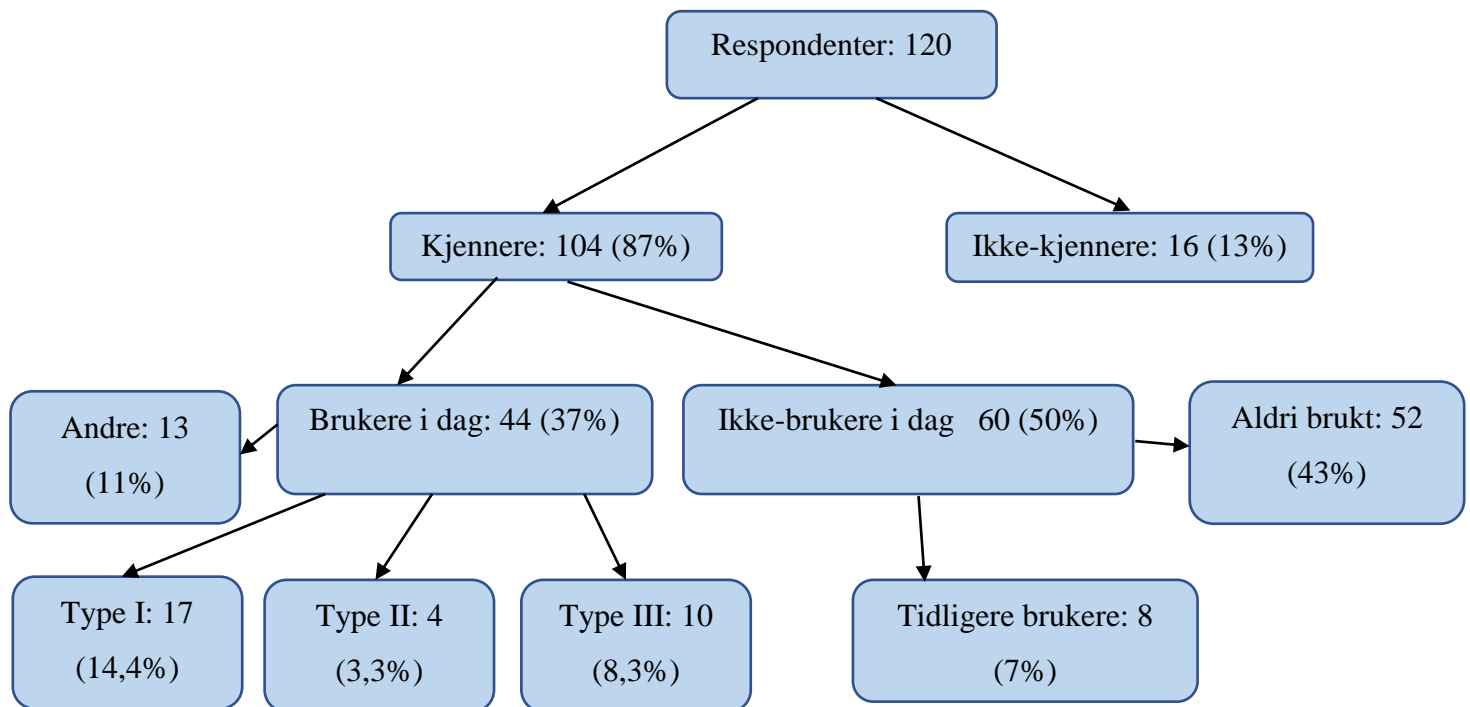 Respondenter: 120
Kjennere: 104 (87%)
Ikke-kjennere: 16 (13%)
Andre: 13
(11%)
Brukere i dag: 44 (37%)
Ikke-brukere i dag 60 (50%)
Aldri brukt: 52
(43%)
Type I: 17
(14,4%)
Type II: 4
(3,3%)
Type III: 10
(8,3%)
Tidligere brukere: 8
(7%)